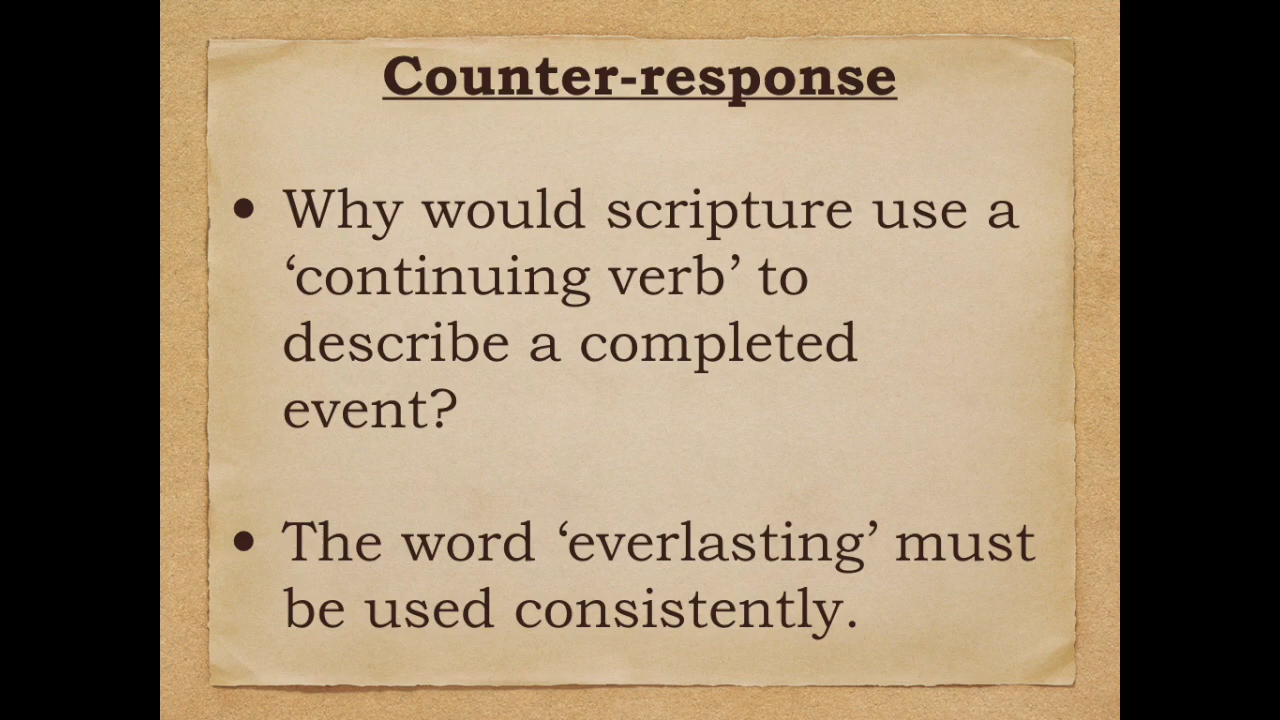 Counter-response
• Why would scripture use a
‘continuing verb’ to
describe a completed
event?
• The word ‘everlasting’ must
be used consistently.